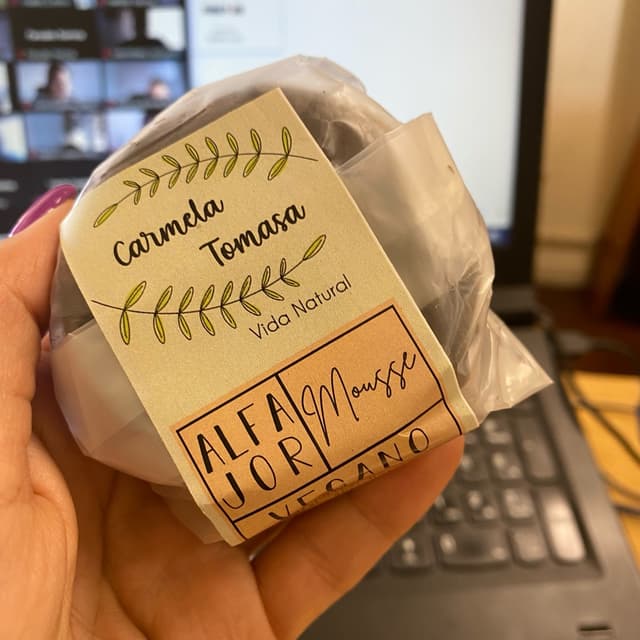 Carmela
Tomasa
Vida Natural
ALFA
JOR
Mousse
VEGANO